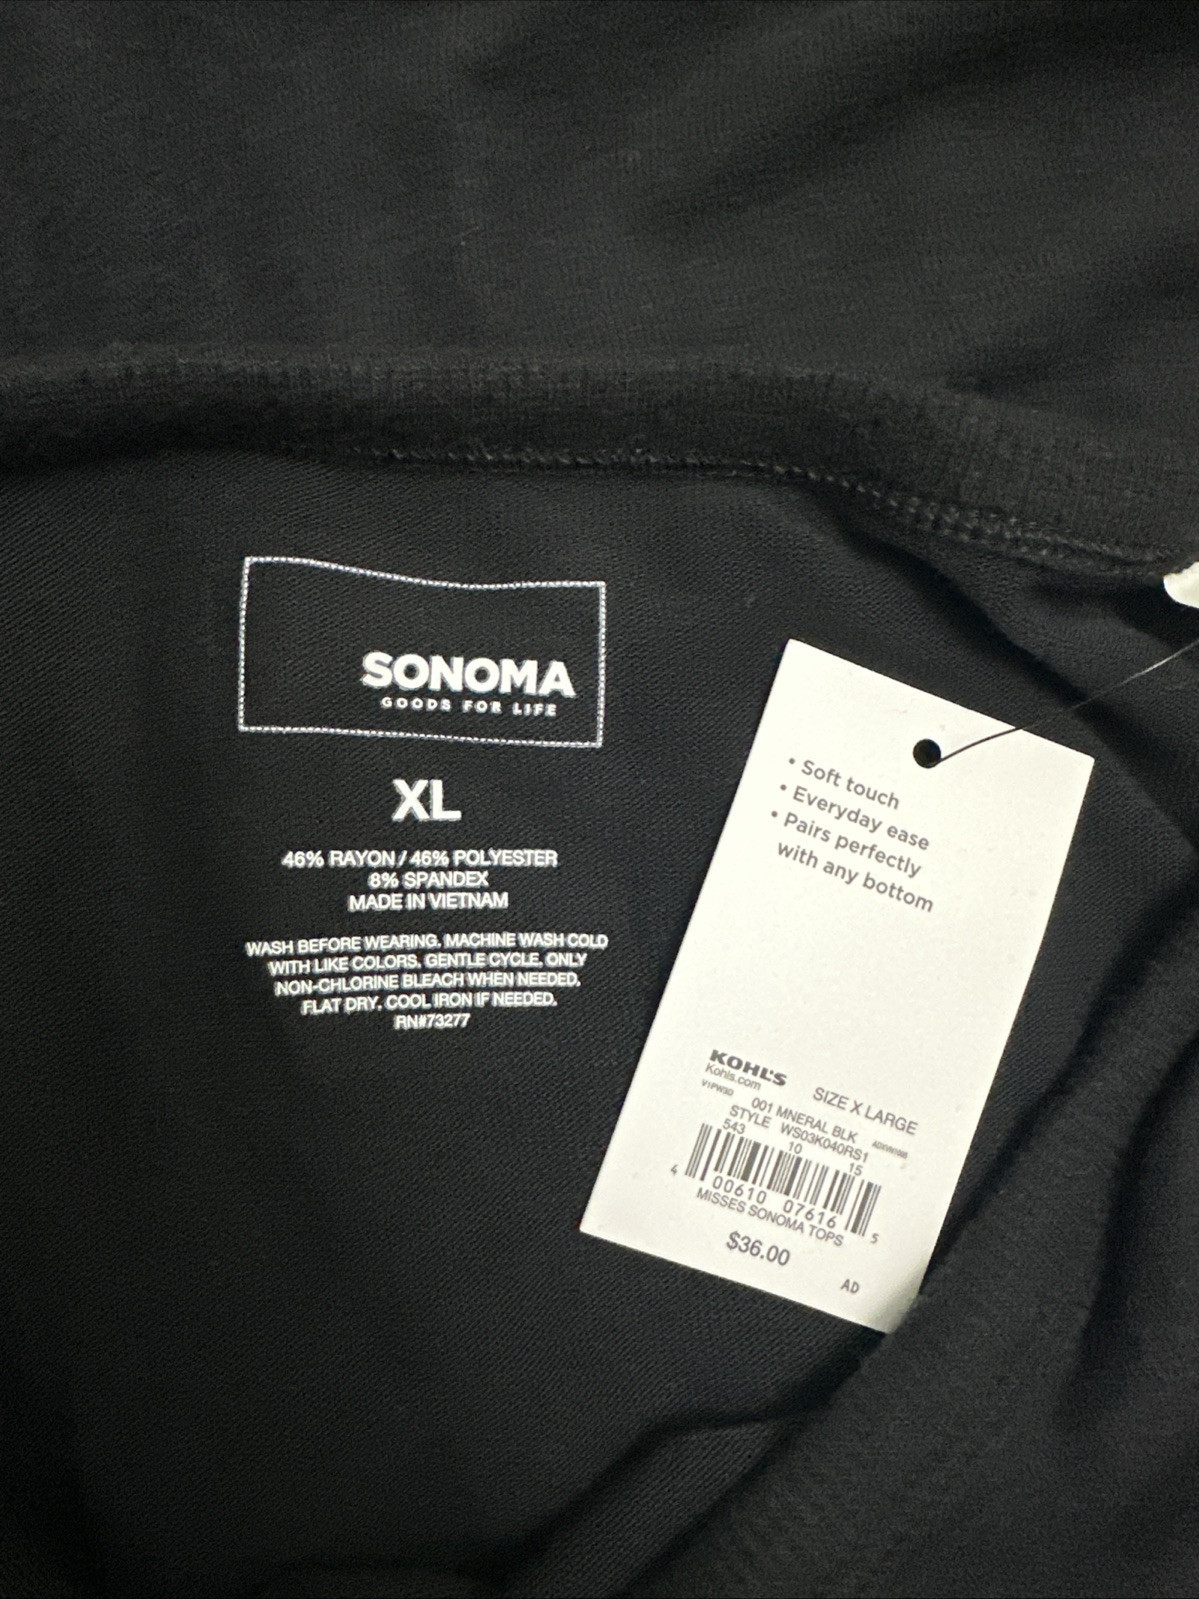 SONOMA
GOODS FOR LIFE
XL
46% RAYON / 46% POLYESTER
8% SPANDEX
MADE IN VIETNAM
WASH BEFORE WEARING. MACHINE WASH COLD
WITH LIKE COLORS, GENTLE CYCLE, ONLY
NON-CHLORINE BLEACH WHEN NEEDED.
FLAT DRY. COOL IRON IF NEEDED.
RN#73277
• Soft touch
• Everyday ease
• Pairs perfectly
with any bottom
KOHL'S
Kohls.com
SIZE X LARGE
001 MNERAL BLK
STYLE WS03K040RS1
543 10 15
4 00610 07616 5
MISSES SONOMA TOPS
$36.00
AD